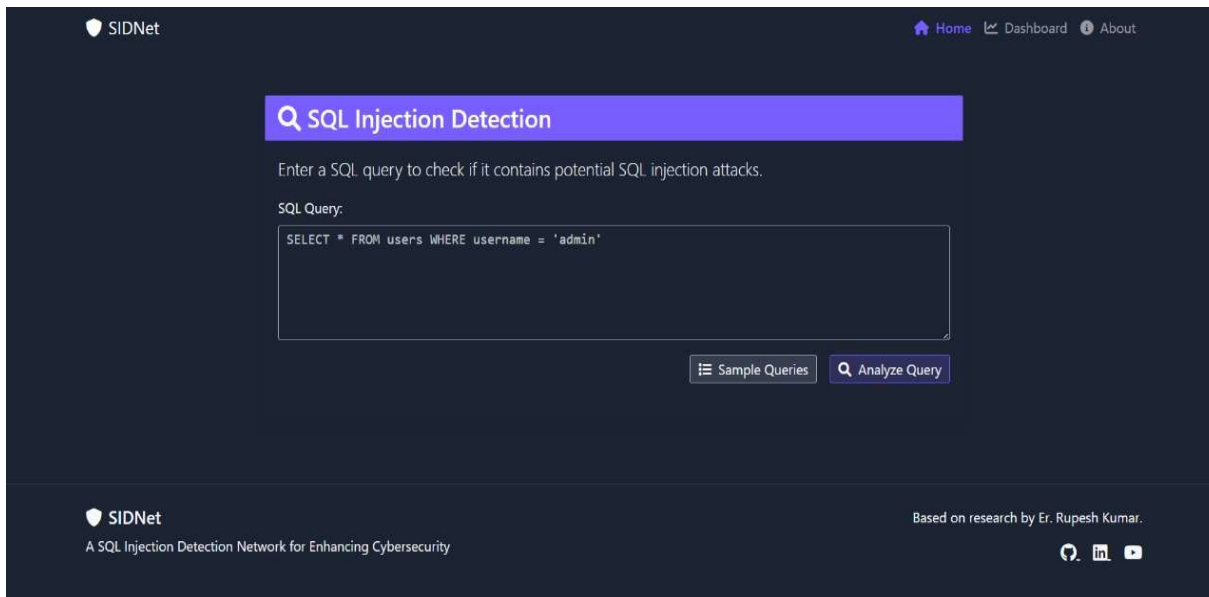 SIDNet
Home Dashboard About
SQL Injection Detection
Enter a SQL query to check if it contains potential SQL injection attacks.
SQL Query:
SELECT * FROM users WHERE username = 'admin'
Sample Queries Analyze Query
SIDNet
Based on research by Er. Rupesh Kumar.
A SQL Injection Detection Network for Enhancing Cybersecurity
in